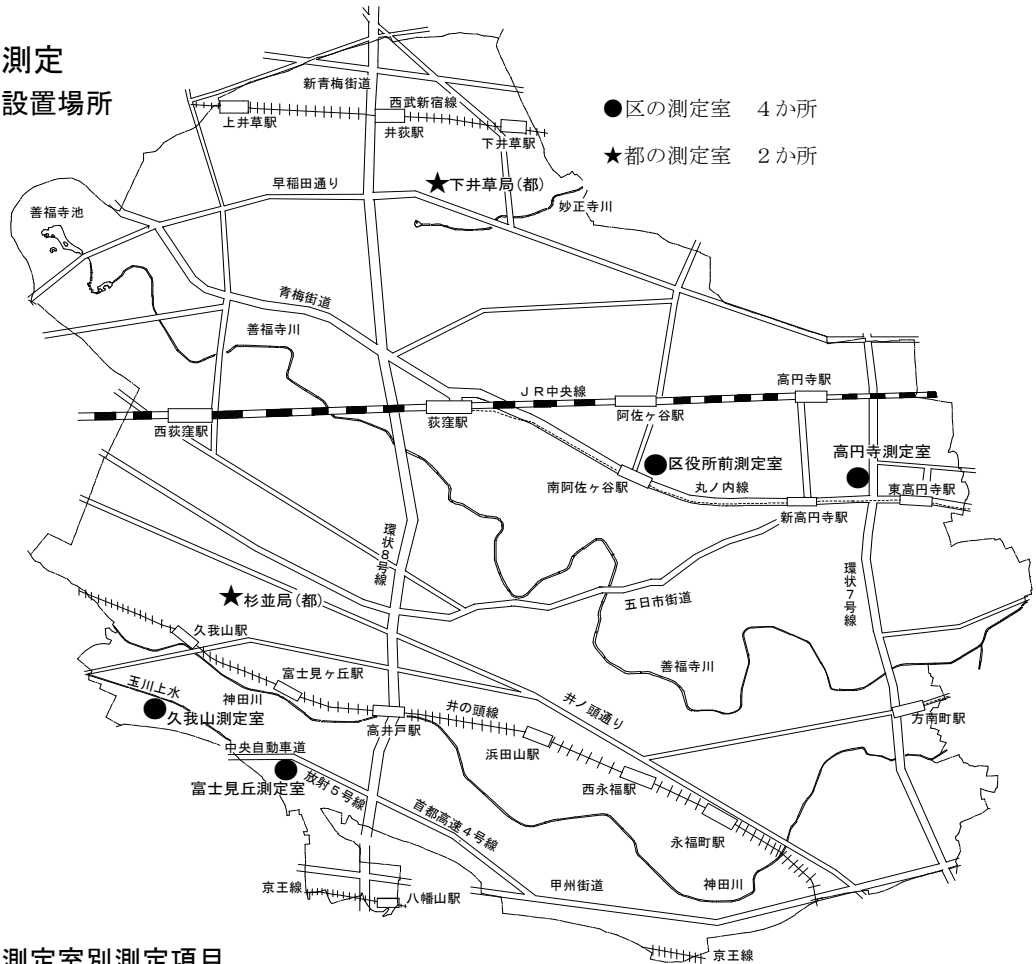 測定
設置場所
●区の測定室　４か所
★都の測定室　２か所
新青梅街道
西武新宿線
上井草駅
井荻駅
下井草駅
★下井草局(都)
早稲田通り
妙正寺川
善福寺池
青梅街道
善福寺川
ＪＲ中央線
高円寺駅
西荻窪駅
荻窪駅
阿佐ヶ谷駅
高円寺測定室
区役所前測定室
南阿佐ヶ谷駅
丸ノ内線
東高円寺駅
新高円寺駅
環状８号線
環状７号線
★杉並局(都)
五日市街道
久我山駅
善福寺川
富士見ヶ丘駅
玉川上水
神田川
井の頭線
井ノ頭通り
久我山測定室
方南町駅
高井戸駅
中央自動車道
浜田山駅
富士見丘測定室
放射５号線
西永福駅
首都高速４号線
永福町駅
京王線
八幡山駅
甲州街道
神田川
京王線
測定室別測定項目